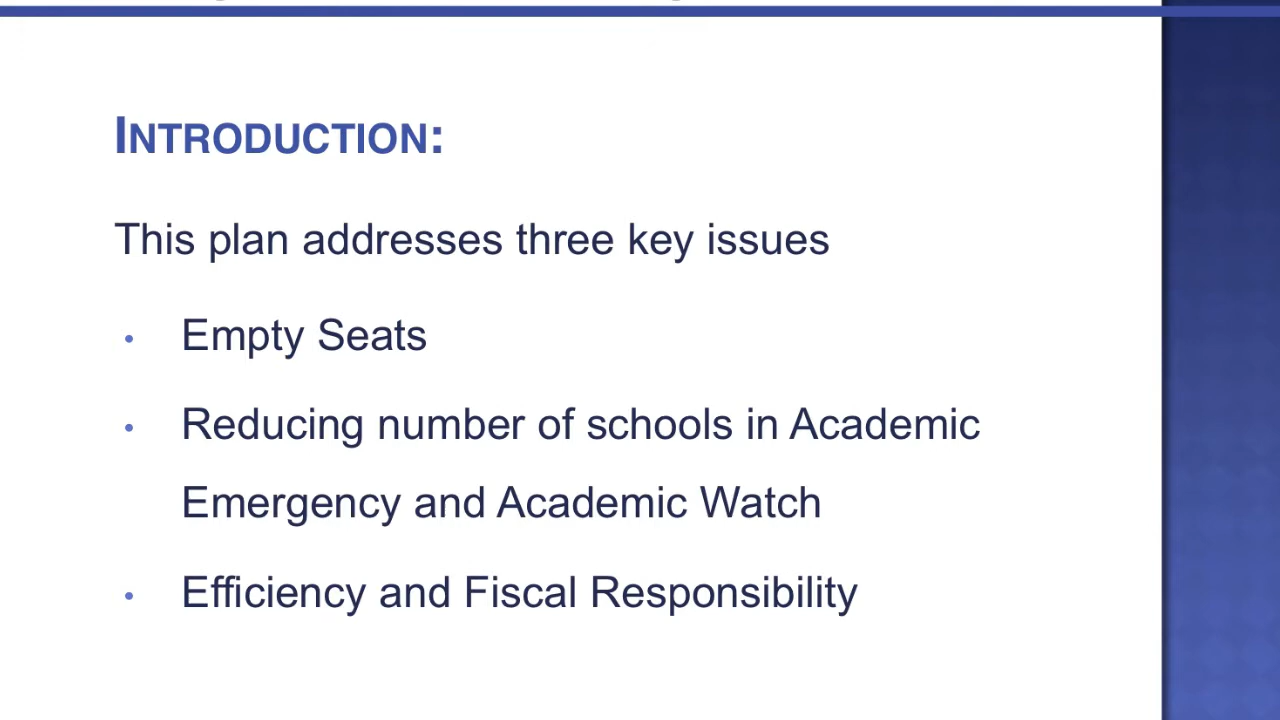 INTRODUCTION:
This plan addresses three key issues
• Empty Seats
• Reducing number of schools in Academic
Emergency and Academic Watch
• Efficiency and Fiscal Responsibility